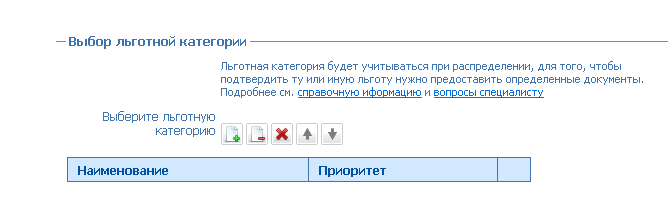 Выбор льготной категории
Льготная категория будет учитываться при распределении, для того, чтобы
подтвердить ту или иную льготу нужно предоставить определенные документы.
Подробнее см. справочную иформацию и вопросы специалисту
Выберите льготную
категорию
Наименование Приоритет